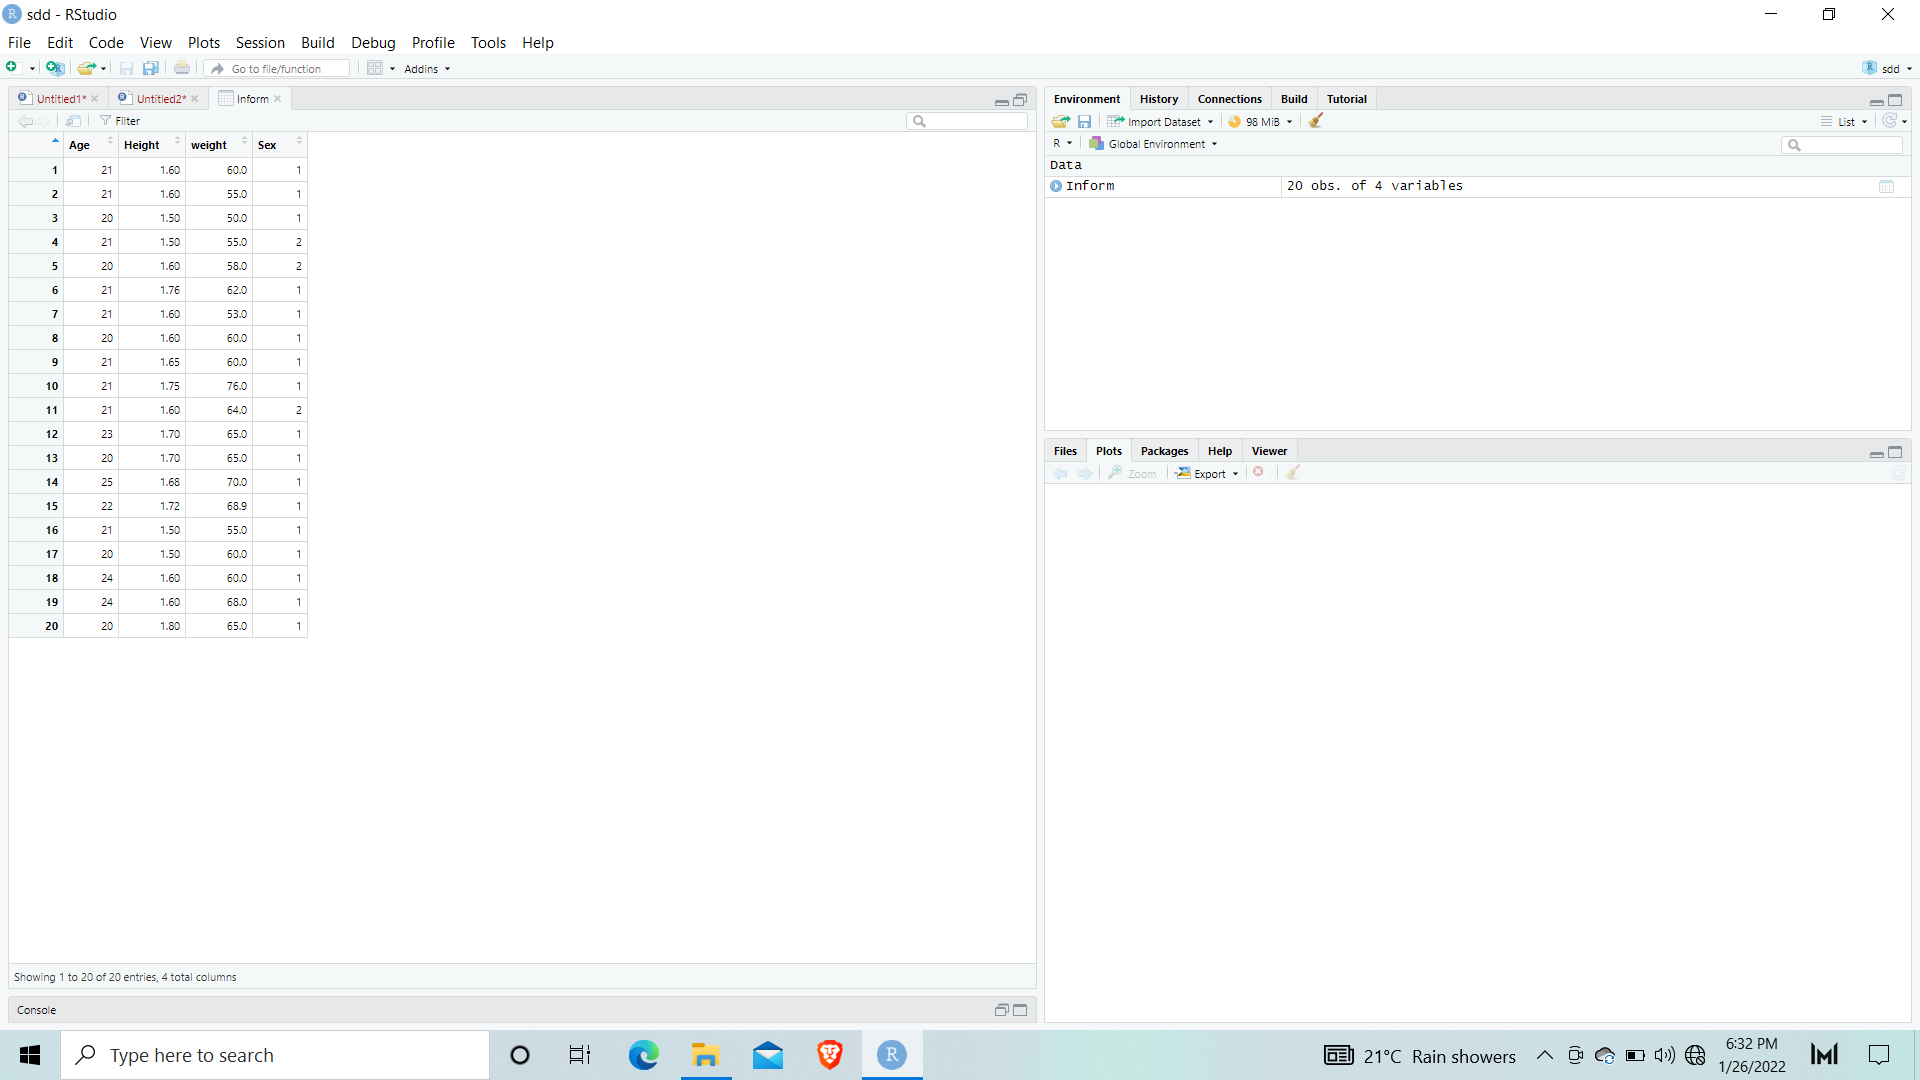 R sdd - RStudio
File Edit Code View Plots Session Build Debug Profile Tools Help
Go to file/function Addins sdd
Untitled1* Untitled2* Inform
Filter
Age Height weight Sex
1 21 1.60 60.0 1
2 21 1.60 55.0 1
3 20 1.50 50.0 1
4 21 1.50 55.0 2
5 20 1.60 58.0 2
6 21 1.76 62.0 1
7 21 1.60 53.0 1
8 20 1.60 60.0 1
9 21 1.65 60.0 1
10 21 1.75 76.0 1
11 21 1.60 64.0 2
12 23 1.70 65.0 1
13 20 1.70 65.0 1
14 25 1.68 70.0 1
15 22 1.72 68.9 1
16 21 1.50 55.0 1
17 20 1.50 60.0 1
18 24 1.60 60.0 1
19 24 1.60 68.0 1
20 20 1.80 65.0 1
Showing 1 to 20 of 20 entries, 4 total columns
Console
Environment History Connections Build Tutorial
Import Dataset 98 MiB List
R Global Environment
Data
Inform 20 obs. of 4 variables
Files Plots Packages Help Viewer
Zoom Export
Type here to search
R
21°C Rain showers
6:32 PM
1/26/2022